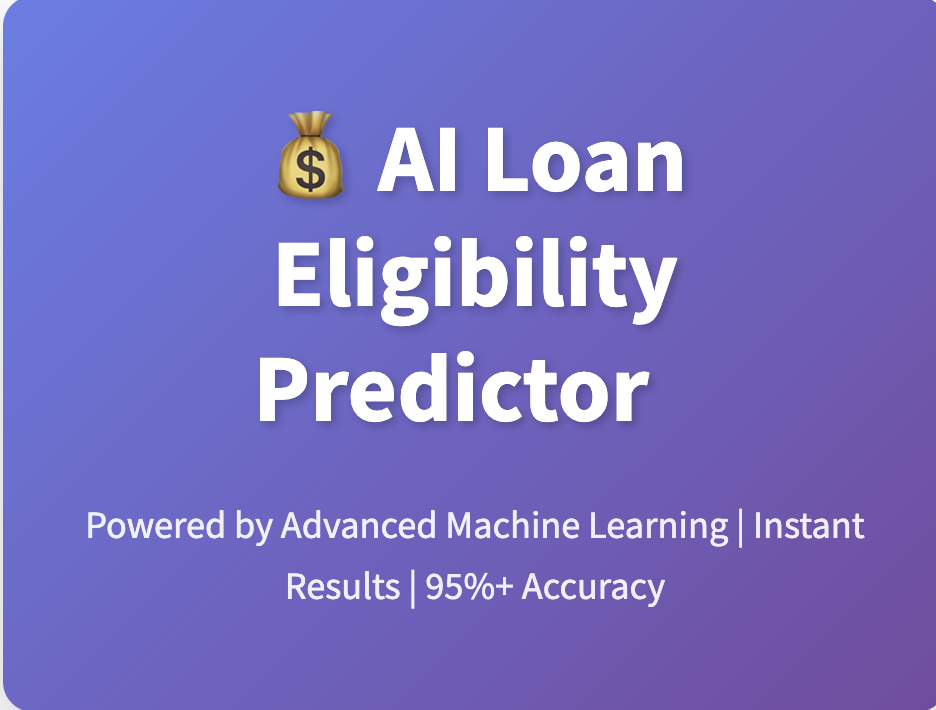 💰 AI Loan
Eligibility
Predictor
Powered by Advanced Machine Learning | Instant
Results | 95%+ Accuracy